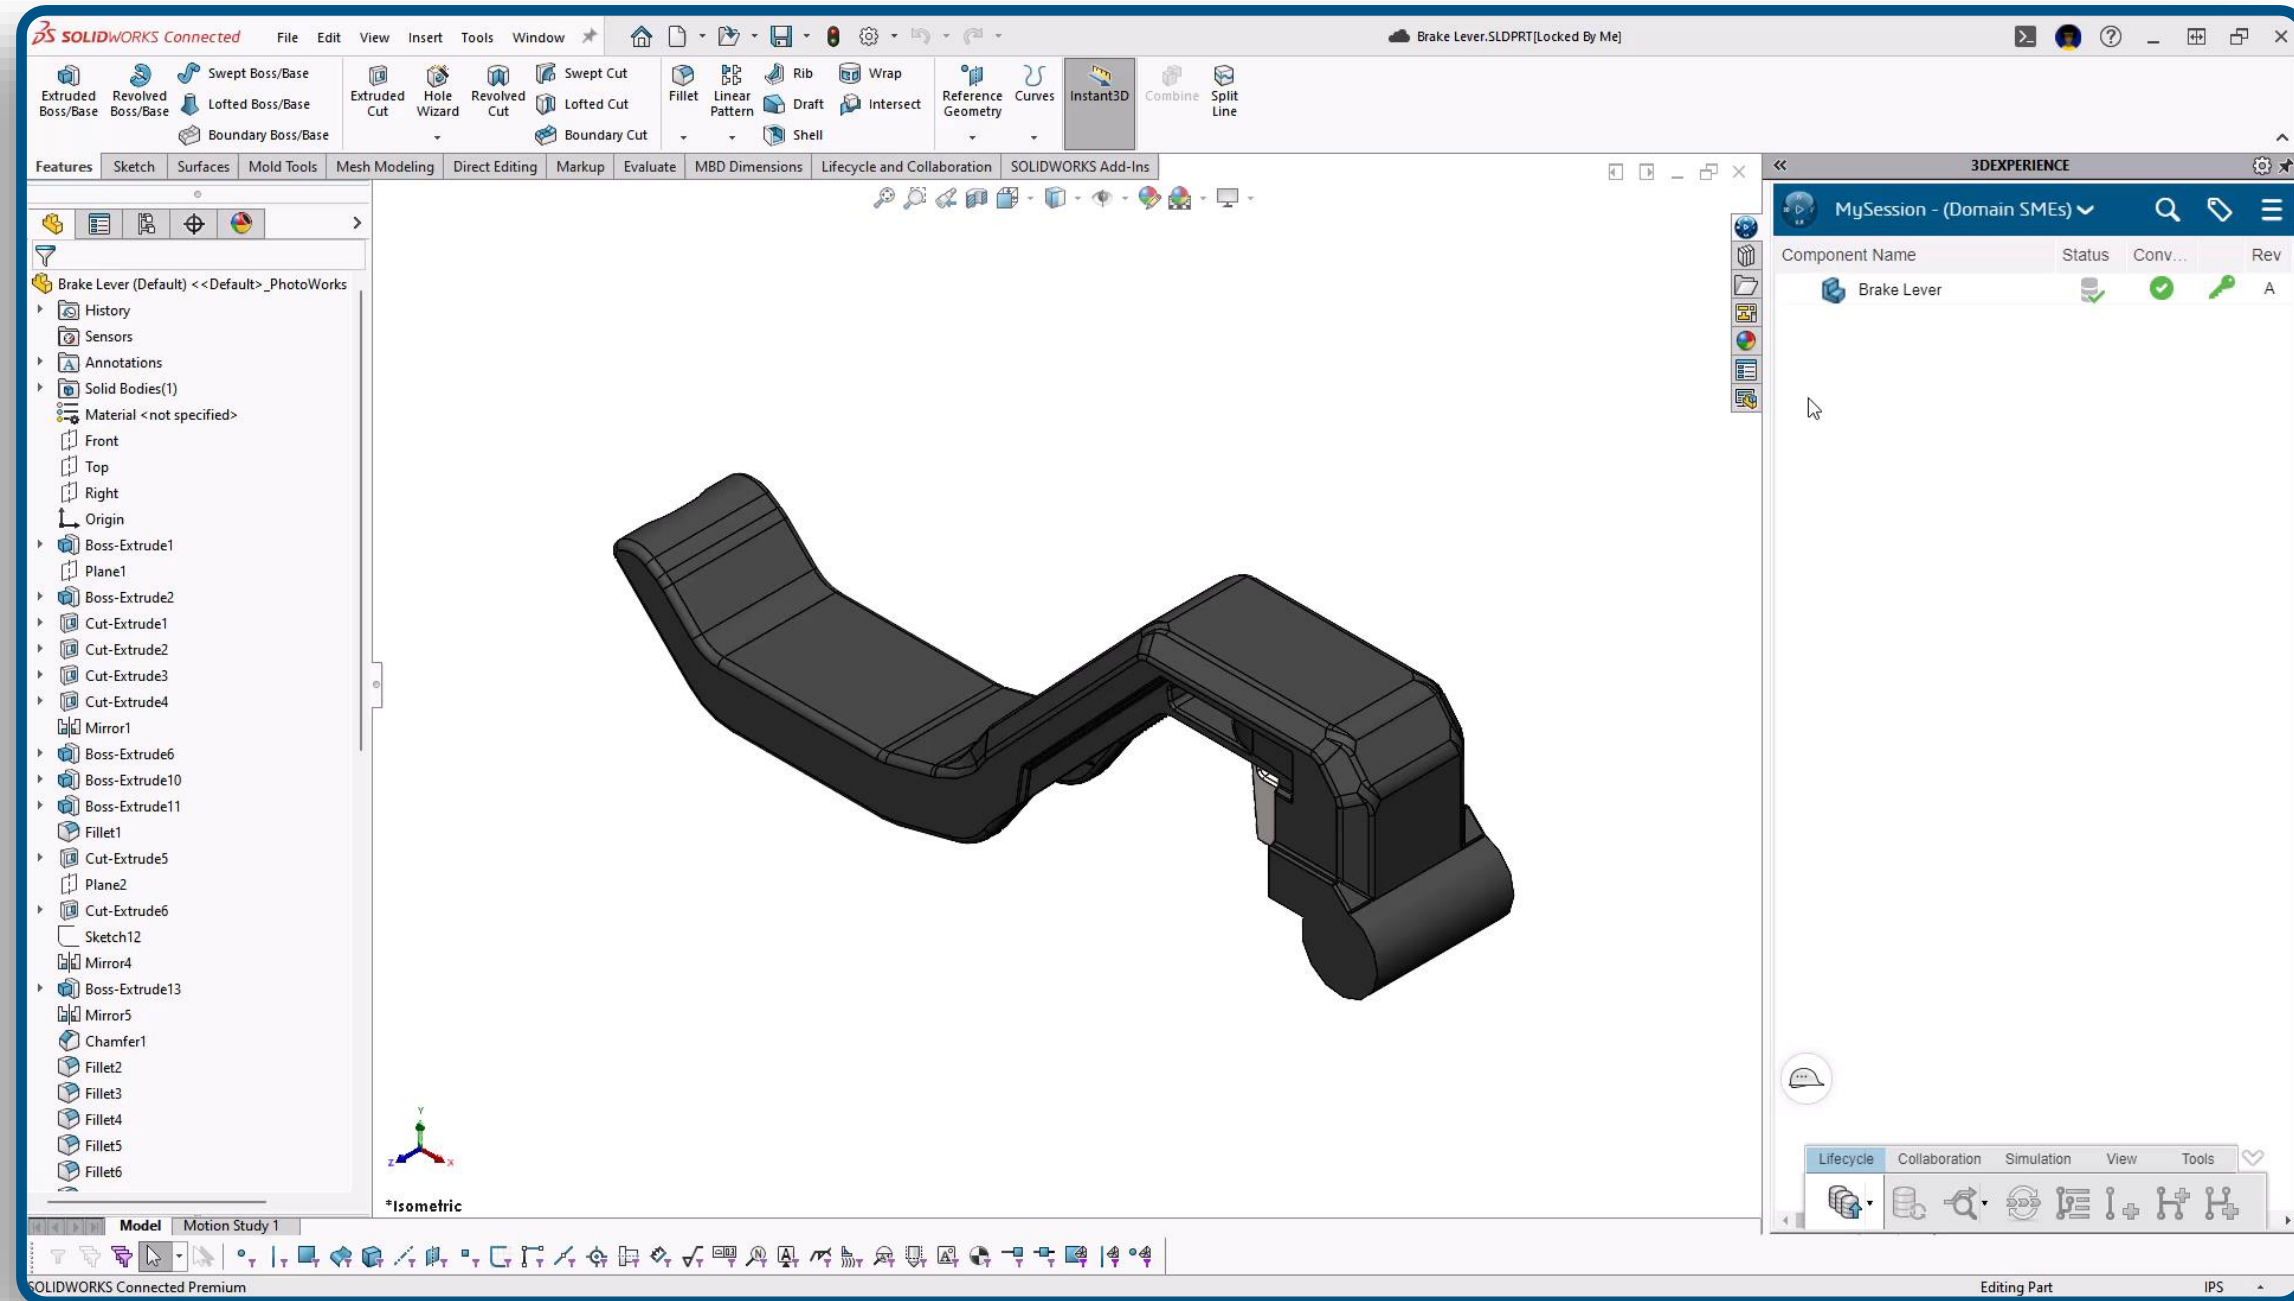 SOLIDWORKS Connected File Edit View Insert Tools Window Brake Lever.SLDPRT[Locked By Me]
Extruded Boss/Base
Revolved Boss/Base
Swept Boss/Base
Lofted Boss/Base
Boundary Boss/Base
Extruded Cut
Hole Wizard
Revolved Cut
Swept Cut
Lofted Cut
Boundary Cut
Fillet
Linear Pattern
Rib
Draft
Shell
Wrap
Intersect
Reference Geometry
Curves
Instant3D
Combine
Split Line
Features Sketch Surfaces Mold Tools Mesh Modeling Direct Editing Markup Evaluate MBD Dimensions Lifecycle and Collaboration SOLIDWORKS Add-Ins
Brake Lever (Default) <<Default>_PhotoWorks
History
Sensors
Annotations
Solid Bodies(1)
Material <not specified>
Front
Top
Right
Origin
Boss-Extrude1
Plane1
Boss-Extrude2
Cut-Extrude1
Cut-Extrude2
Cut-Extrude3
Cut-Extrude4
Mirror1
Boss-Extrude6
Boss-Extrude10
Boss-Extrude11
Fillet1
Cut-Extrude5
Plane2
Cut-Extrude6
Sketch12
Mirror4
Boss-Extrude13
Mirror5
Chamfer1
Fillet2
Fillet3
Fillet4
Fillet5
Fillet6
Y
Z
X
*Isometric
3DEXPERIENCE
MySession - (Domain SMEs)
Component Name Status Conv... Rev
Brake Lever A
Lifecycle Collaboration Simulation View Tools
Model Motion Study 1
SOLIDWORKS Connected Premium Editing Part IPS